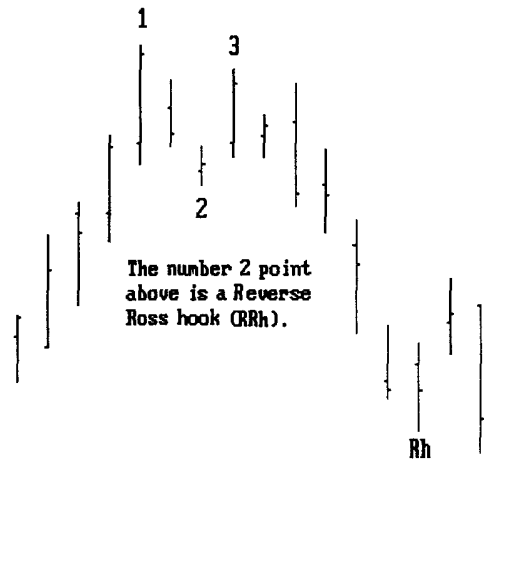 1
3
2
The number 2 point
above is a Reverse
Ross hook (RRh).
Rh